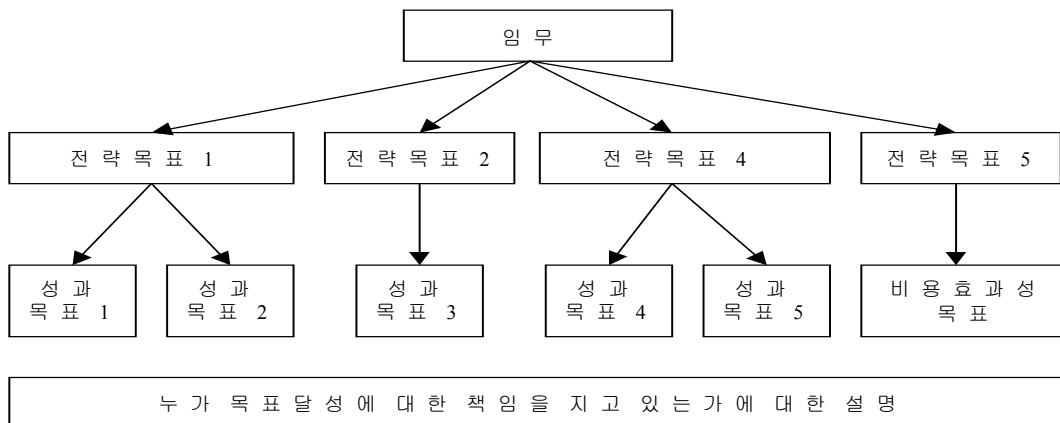 임무
전략목표 1
전략목표 2
전략목표 4
전략목표 5
성과
목표 1
성과
목표 2
성과
목표 3
성과
목표 4
성과
목표 5
비용효과성
목표
누가 목표달성에 대한 책임을 지고 있는가에 대한 설명